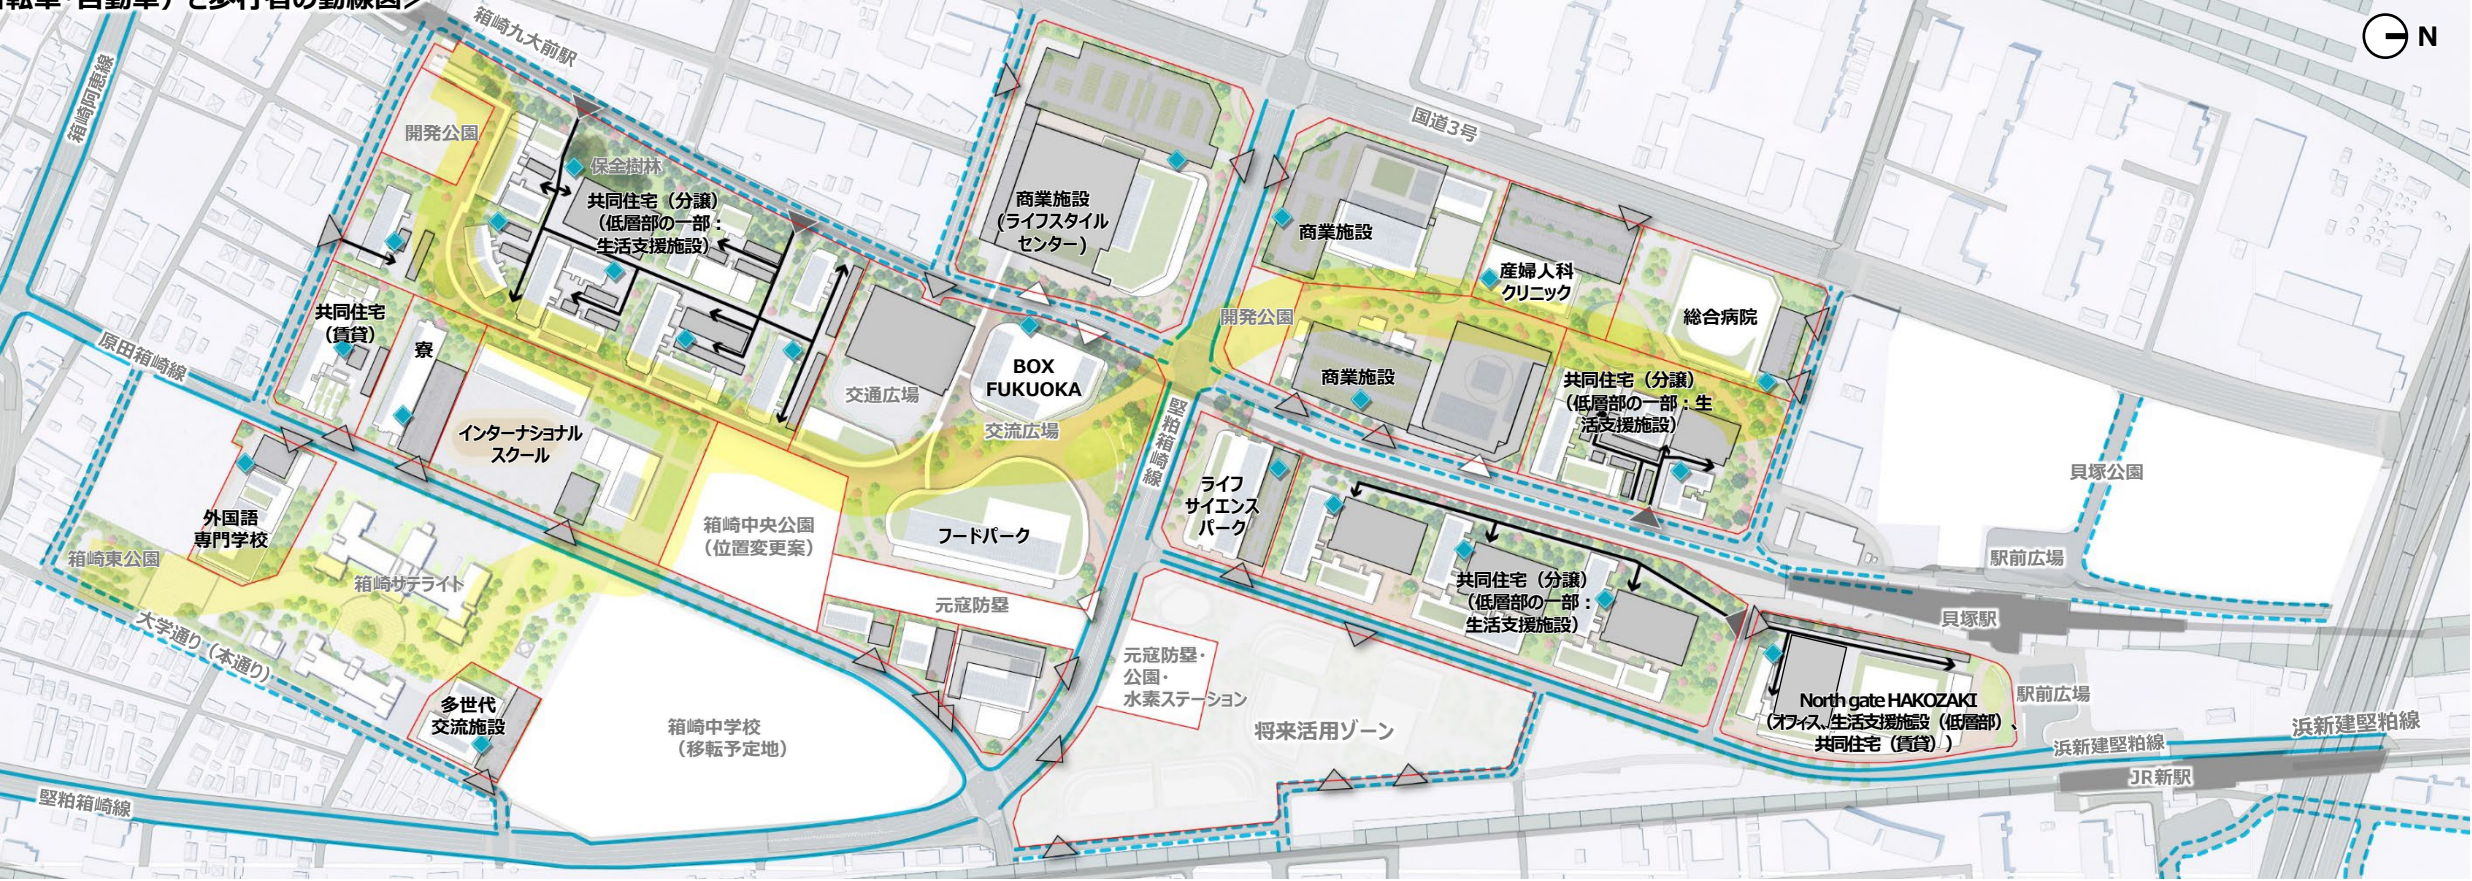 転車・自動車）と歩行者の動線図＞
N
箱崎九大前駅
箱崎阿恵線
国道3号
開発公園
保全樹林
共同住宅（分譲）
（低層部の一部：
生活支援施設）
商業施設
(ライフスタイル
センター)
商業施設
産婦人科
クリニック
総合病院
共同住宅
（賃貸）
寮
原田箱崎線
BOX
FUKUOKA
開発公園
商業施設
共同住宅（分譲）
（低層部の一部：生
活支援施設）
交通広場
交流広場
堅粕箱崎線
インターナショナル
スクール
貝塚公園
外国語
専門学校
箱崎東公園
箱崎サテライト
箱崎中央公園
（位置変更案）
フードパーク
ライフ
サイエンス
パーク
駅前広場
元寇防塁
共同住宅（分譲）
（低層部の一部：
生活支援施設）
貝塚駅
大学通り（本通り）
元寇防塁・
公園・
水素ステーション
多世代
交流施設
箱崎中学校
（移転予定地）
将来活用ゾーン
North gate HAKOZAKI
（オフィス、生活支援施設（低層部）、
共同住宅（賃貸））
駅前広場
浜新建堅粕線
浜新建堅粕線
JR新駅
堅粕箱崎線